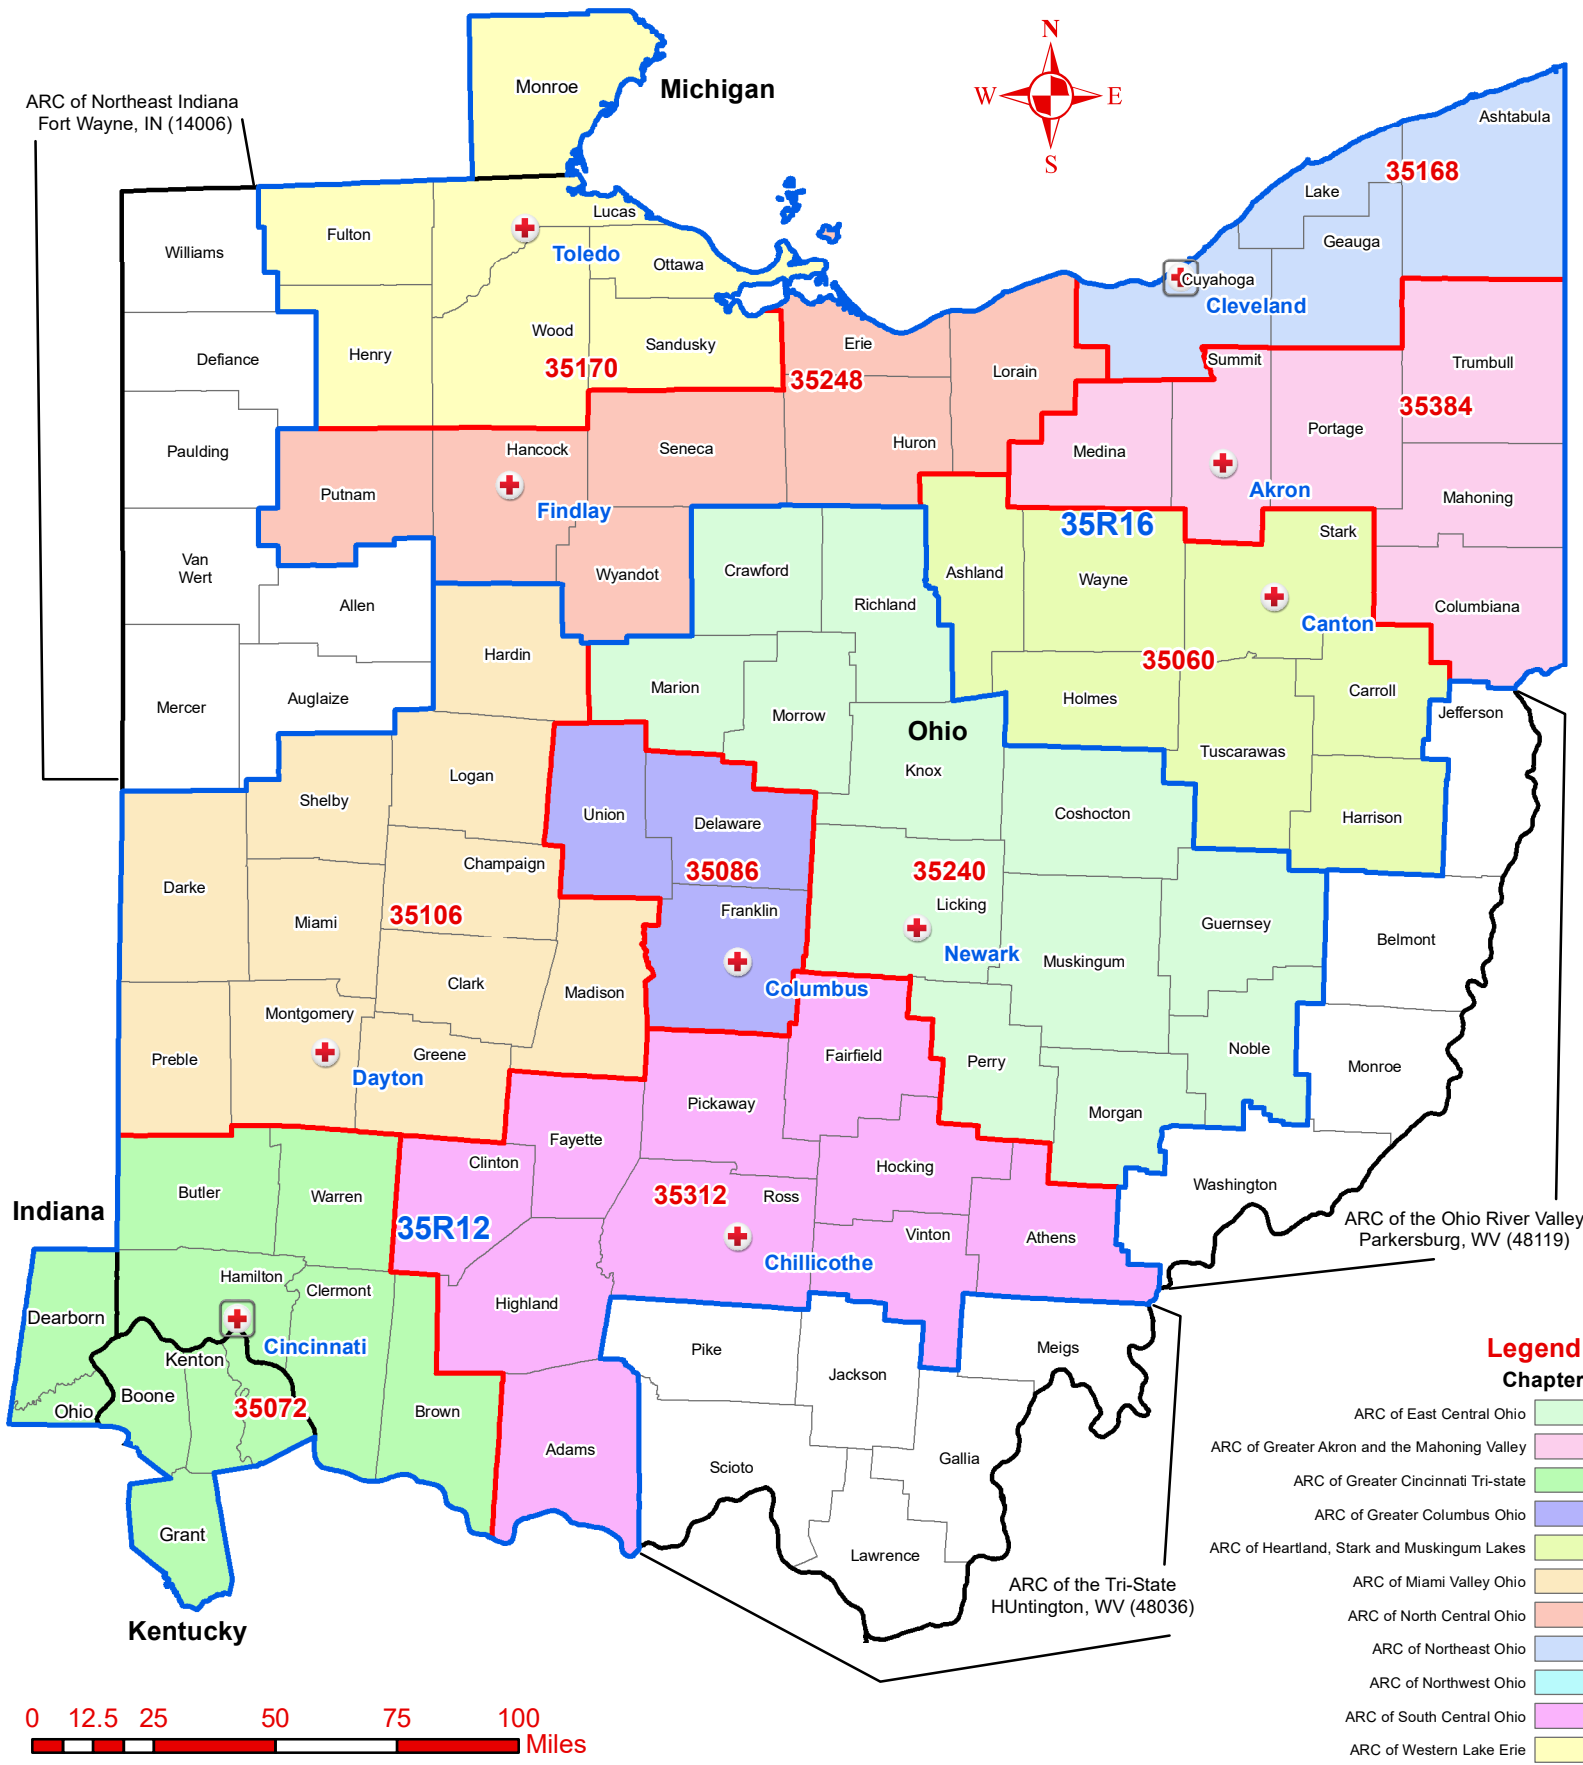 N
W
E
S
Michigan
Monroe
ARC of Northeast Indiana
Fort Wayne, IN (14006)
Ashtabula
35168
Lake
Geauga
Cuyahoga
Cleveland
Williams
Fulton
Lucas
Toledo
Ottawa
Defiance
Henry
Wood
35170
Sandusky
Erie
35248
Lorain
Summit
Trumbull
35384
Portage
Paulding
Hancock
Seneca
Huron
Medina
Putnam
Findlay
Akron
Mahoning
35R16
Stark
Van
Wert
Allen
Wyandot
Crawford
Richland
Ashland
Wayne
Columbiana
Canton
Hardin
35060
Mercer
Auglaize
Marion
Morrow
Holmes
Carroll
Jefferson
Ohio
Tuscarawas
Logan
Knox
Shelby
Union
Delaware
Coshocton
Harrison
Champaign
35086
35240
Darke
Miami
35106
Franklin
Licking
Guernsey
Belmont
Newark
Muskingum
Clark
Madison
Columbus
Montgomery
Preble
Greene
Dayton
Fairfield
Perry
Noble
Monroe
Pickaway
Morgan
Fayette
Clinton
Hocking
Washington
Butler
Warren
35312
Ross
Indiana
35R12
Vinton
Athens
ARC of the Ohio River Valley
Parkersburg, WV (48119)
Chillicothe
Hamilton
Clermont
Dearborn
Highland
Cincinnati
Kenton
Pike
Meigs
Jackson
Legend
Chapter
Boone
Ohio
35072
Brown
Adams
Scioto
Gallia
Grant
Lawrence
Kentucky
ARC of the Tri-State
HUntington, WV (48036)
ARC of East Central Ohio
ARC of Greater Akron and the Mahoning Valley
ARC of Greater Cincinnati Tri-state
ARC of Greater Columbus Ohio
ARC of Heartland, Stark and Muskingum Lakes
ARC of Miami Valley Ohio
ARC of North Central Ohio
ARC of Northeast Ohio
ARC of Northwest Ohio
ARC of South Central Ohio
ARC of Western Lake Erie
0 12.5 25 50 75 100
Miles